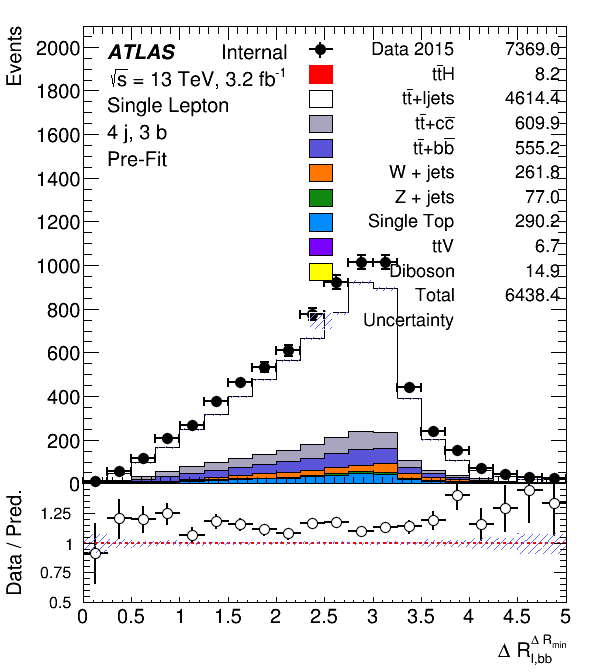 Events
2000
1800
1600
1400
1200
1000
800
600
400
200
0
ATLAS Internal
√s = 13 TeV, 3.2 fb-1
Single Lepton
4 j, 3 b
Pre-Fit
Data 2015 7369.0
tt̄H 8.2
tt̄+ljets 4614.4
tt̄+cc̄ 609.9
tt̄+bb̄ 555.2
W + jets 261.8
Z + jets 77.0
Single Top 290.2
ttV 6.7
Diboson 14.9
Total 6438.4
Uncertainty
Data / Pred.
1.25
1
0.75
0.5
0 0.5 1 1.5 2 2.5 3 3.5 4 4.5 5
Δ R l,bb Δ Rmin